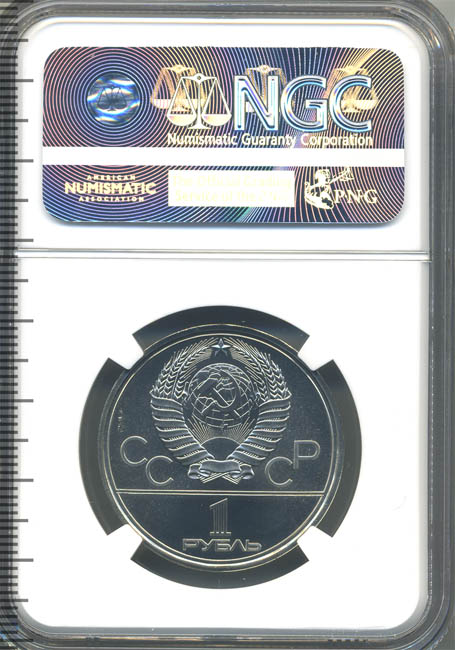 NGC
Numismatic Guaranty Corporation
AMERICAN
NUMISMATIC
ASSOCIATION
PNG
СССР
1
РУБЛЬ